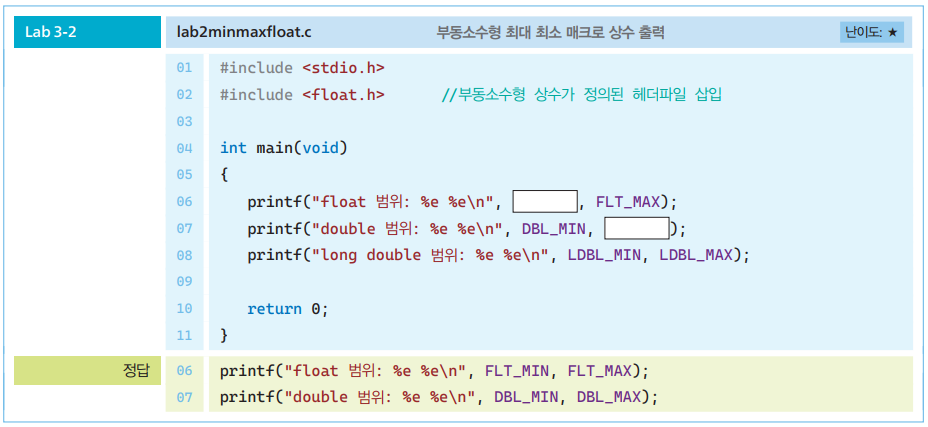 Lab 3-2 lab2minmaxfloat.c 부동소수형 최대 최소 매크로 상수 출력 난이도: ★
01 #include <stdio.h>
02 #include <float.h> //부동소수형 상수가 정의된 헤더파일 삽입
03
04 int main(void)
05 {
06 printf("float 범위: %e %e\n", , FLT_MAX);
07 printf("double 범위: %e %e\n", DBL_MIN, );
08 printf("long double 범위: %e %e\n", LDBL_MIN, LDBL_MAX);
09
10 return 0;
11 }
정답 06 printf("float 범위: %e %e\n", FLT_MIN, FLT_MAX);
07 printf("double 범위: %e %e\n", DBL_MIN, DBL_MAX);